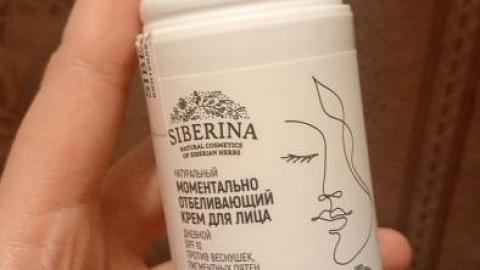 SIBERINA
NATURAL COSMETICS
OF SIBERIAN HERBS
НАТУРАЛЬНЫЙ
МОМЕНТАЛЬНО
ОТБЕЛИВАЮЩИЙ
КРЕМ ДЛЯ ЛИЦА
ДНЕВНОЙ
SPF 10
ПРОТИВ ВЕСНУШЕК,
ПИГМЕНТНЫХ ПЯТЕН